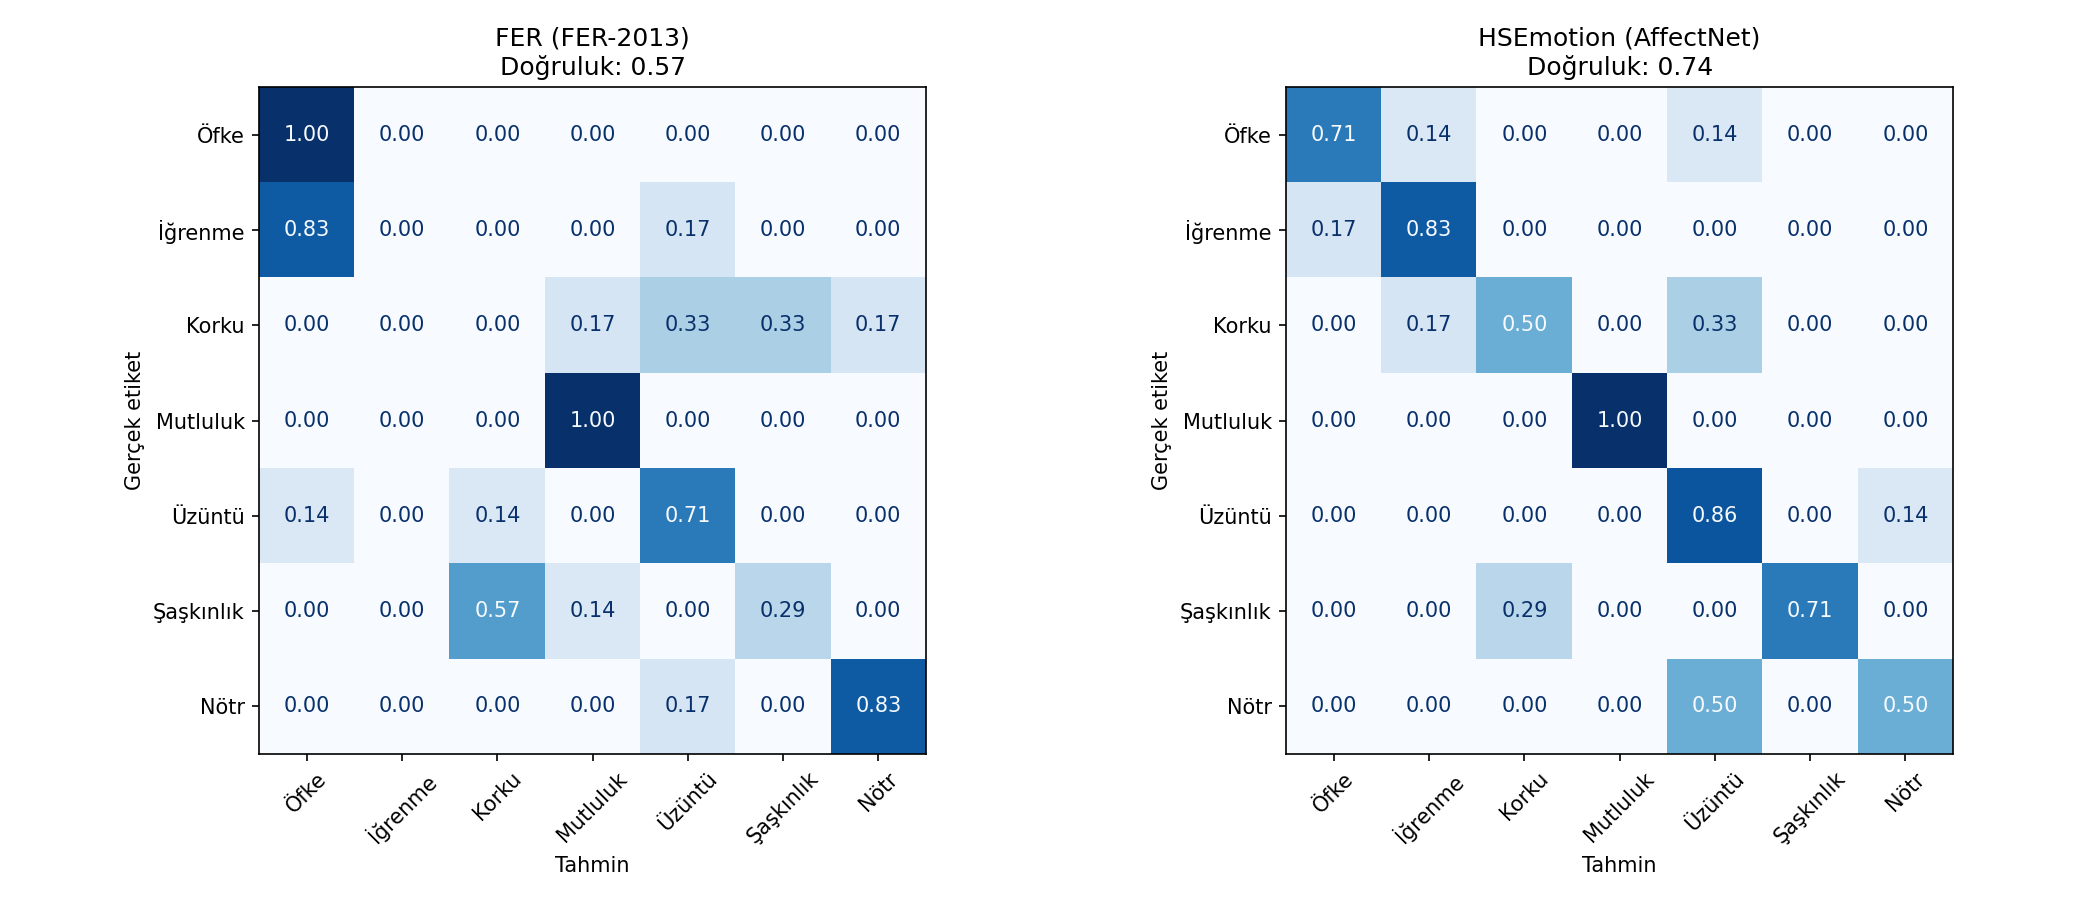 FER (FER-2013)
Doğruluk: 0.57
Öfke 1.00 0.00 0.00 0.00 0.00 0.00 0.00
İğrenme 0.83 0.00 0.00 0.00 0.17 0.00 0.00
Korku 0.00 0.00 0.00 0.17 0.33 0.33 0.17
Mutluluk 0.00 0.00 0.00 1.00 0.00 0.00 0.00
Üzüntü 0.14 0.00 0.14 0.00 0.71 0.00 0.00
Şaşkınlık 0.00 0.00 0.57 0.14 0.00 0.29 0.00
Nötr 0.00 0.00 0.00 0.00 0.17 0.00 0.83
Gerçek etiket
Öfke İğrenme Korku Mutluluk Üzüntü Şaşkınlık Nötr
Tahmin
HSEmotion (AffectNet)
Doğruluk: 0.74
Öfke 0.71 0.14 0.00 0.00 0.14 0.00 0.00
İğrenme 0.17 0.83 0.00 0.00 0.00 0.00 0.00
Korku 0.00 0.17 0.50 0.00 0.33 0.00 0.00
Mutluluk 0.00 0.00 0.00 1.00 0.00 0.00 0.00
Üzüntü 0.00 0.00 0.00 0.00 0.86 0.00 0.14
Şaşkınlık 0.00 0.00 0.29 0.00 0.00 0.71 0.00
Nötr 0.00 0.00 0.00 0.00 0.50 0.00 0.50
Gerçek etiket
Öfke İğrenme Korku Mutluluk Üzüntü Şaşkınlık Nötr
Tahmin